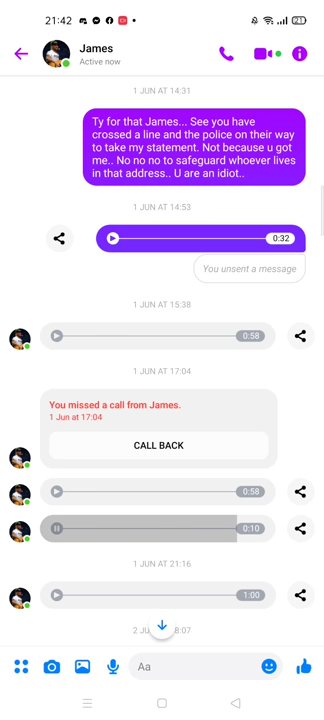 21:42
21
James
Active now
1 JUN AT 14:31
Ty for that James... See you have
crossed a line and the police on their way
to take my statement. Not because u got
me.. No no no to safeguard whoever lives
in that address.. U are an idiot..
1 JUN AT 14:53
0:32
You unsent a message
1 JUN AT 15:38
0:58
1 JUN AT 17:04
You missed a call from James.
1 Jun at 17:04
CALL BACK
0:58
0:10
1 JUN AT 21:16
1:00
2 JU 8:07
Aa